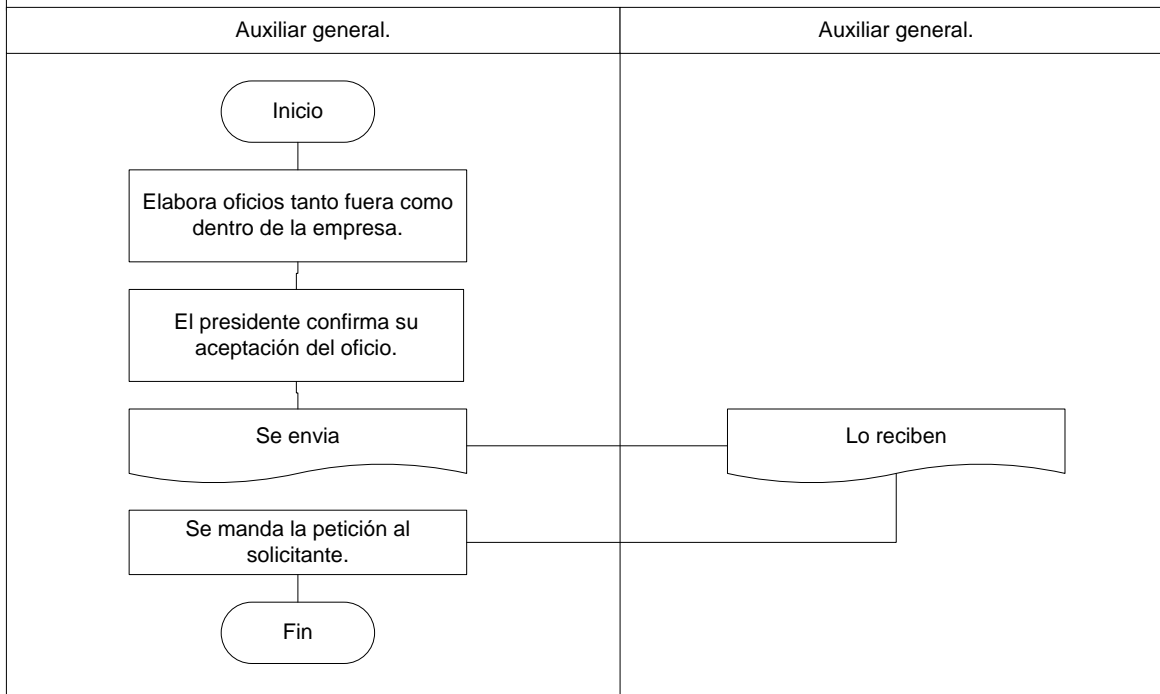 Auxiliar general.
Auxiliar general.
Inicio
Elabora oficios tanto fuera como
dentro de la empresa.
El presidente confirma su
aceptación del oficio.
Se envia
Lo reciben
Se manda la petición al
solicitante.
Fin